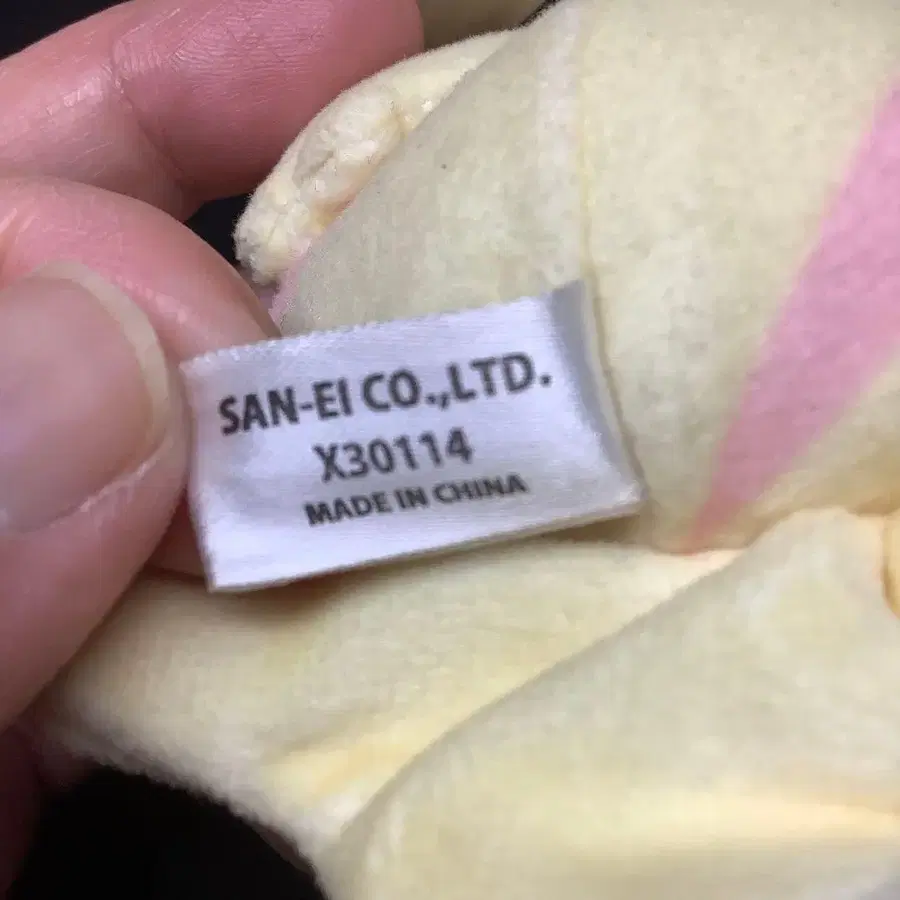 SAN-EI CO.,LTD.
X30114
MADE IN CHINA